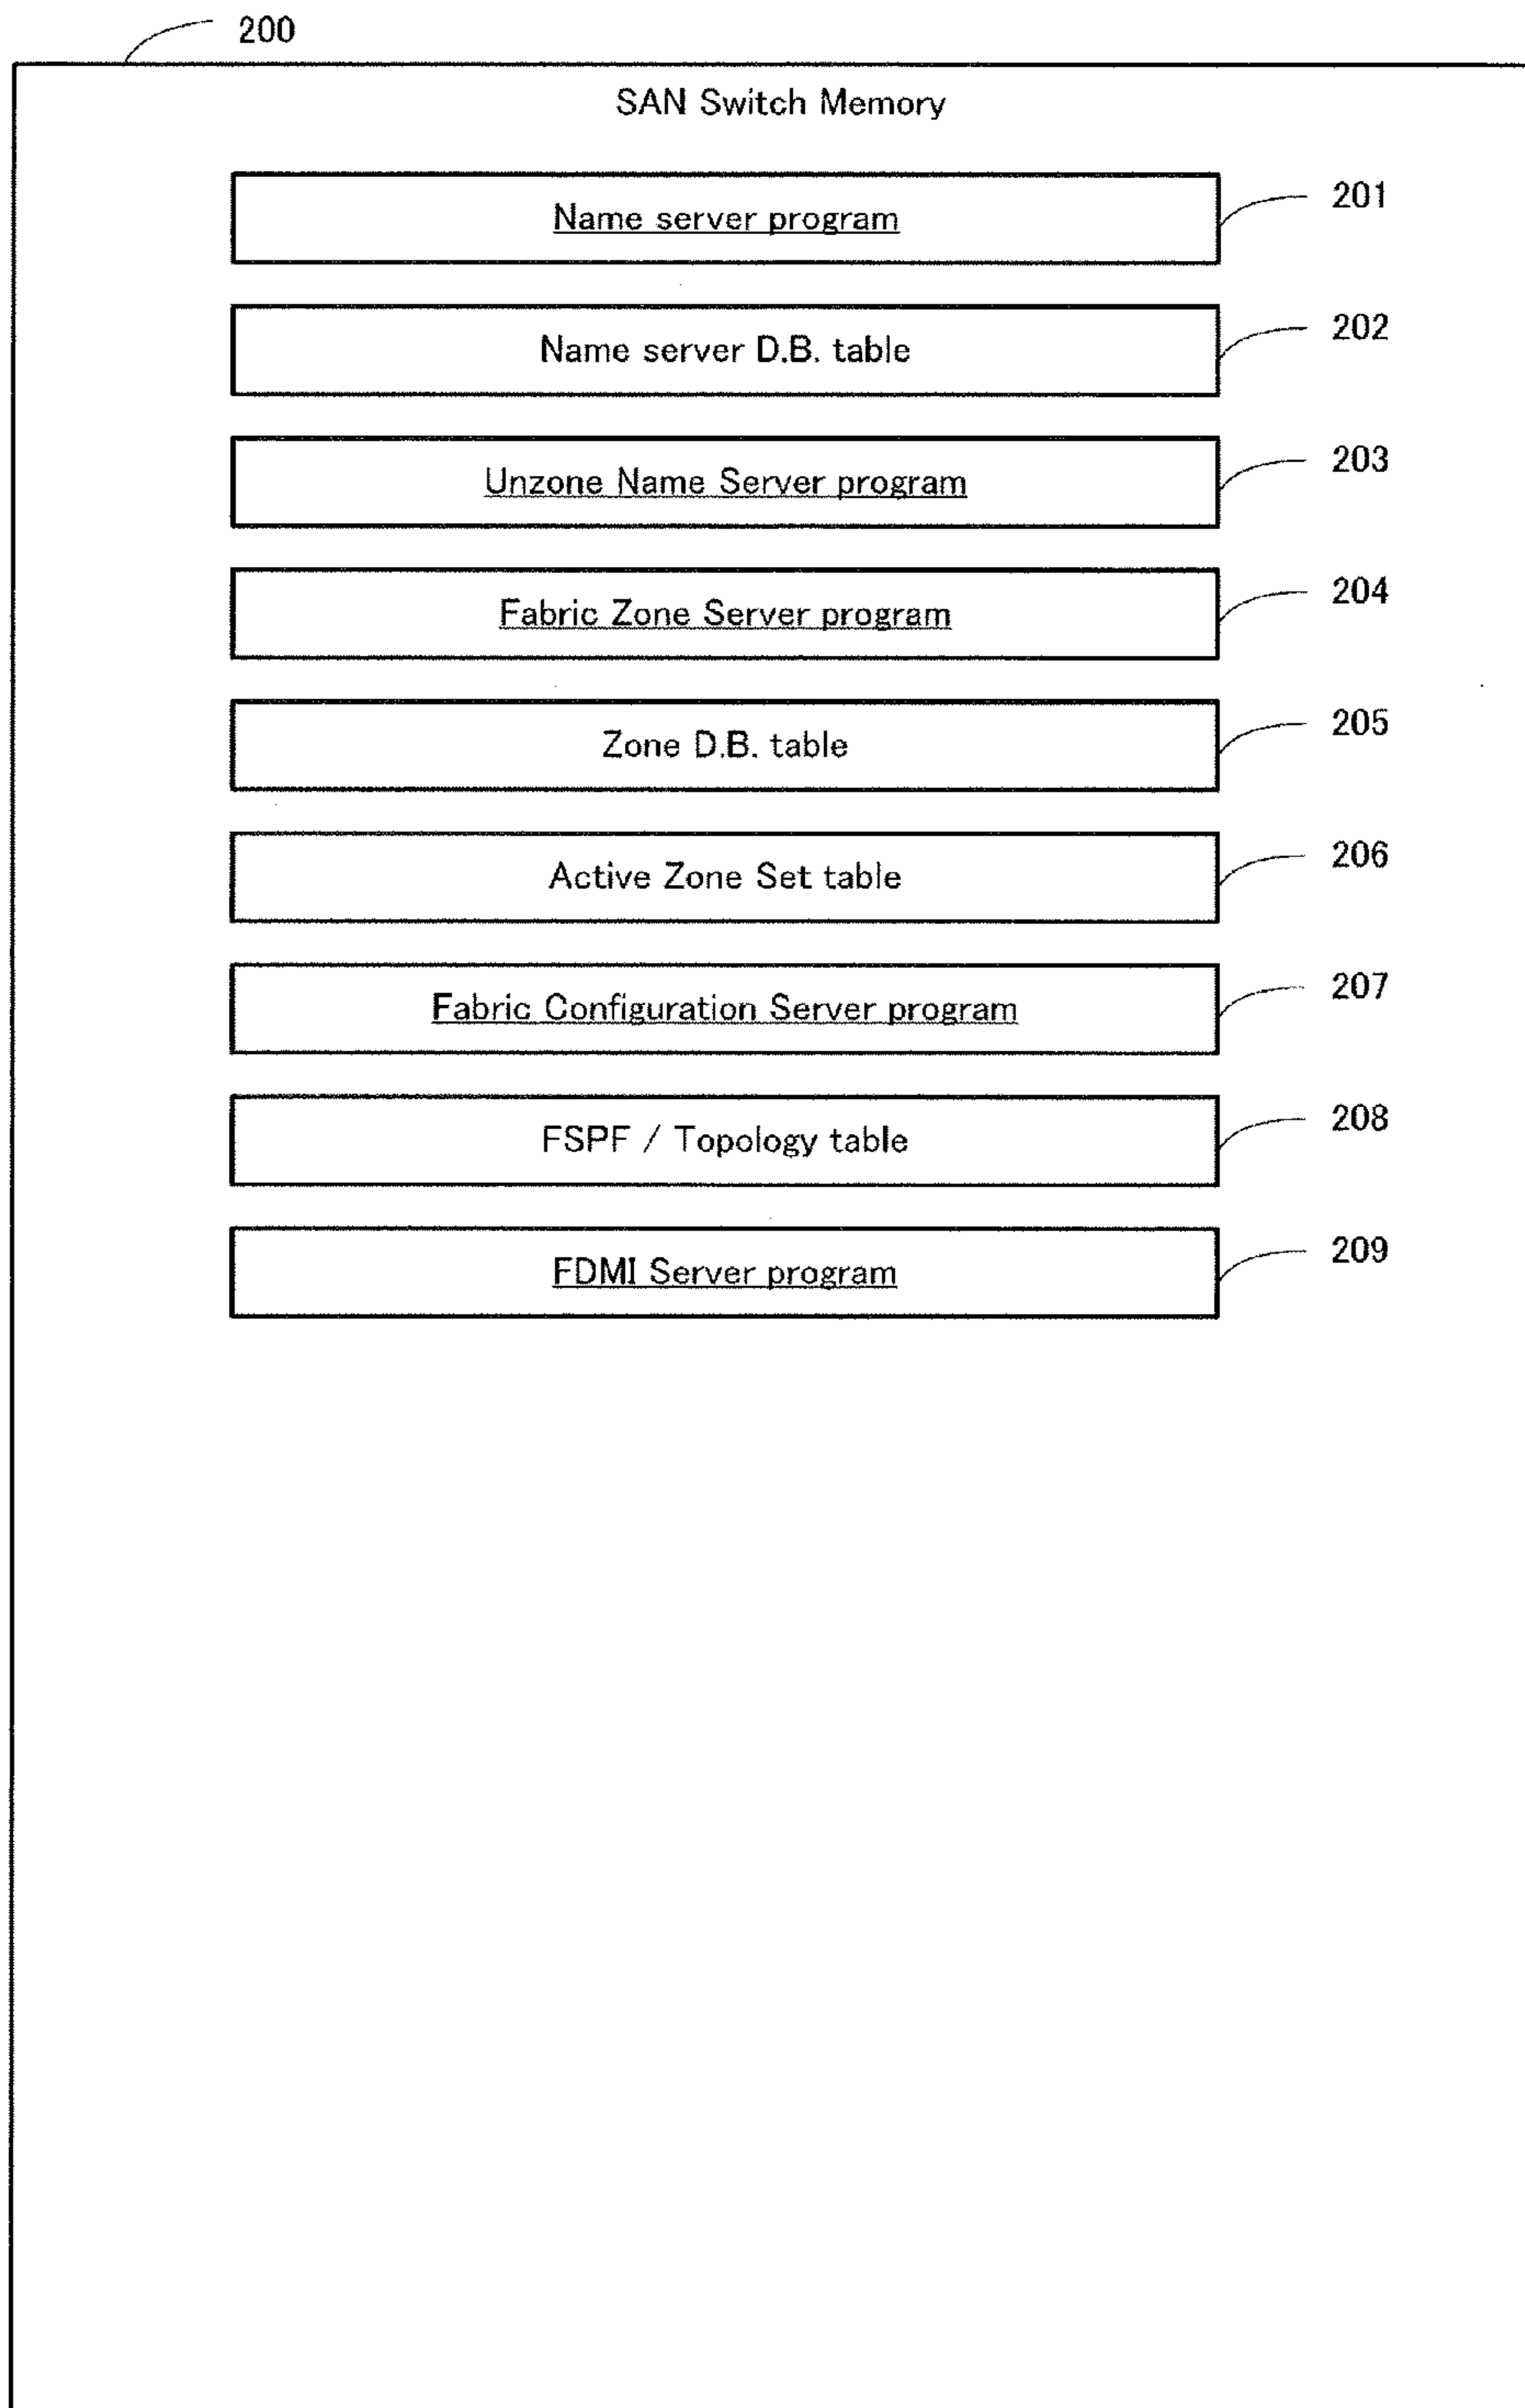 200
SAN Switch Memory
Name server program 201
Name server D.B. table 202
Unzone Name Server program 203
Fabric Zone Server program 204
Zone D.B. table 205
Active Zone Set table 206
Fabric Configuration Server program 207
FSPF / Topology table 208
FDMI Server program 209